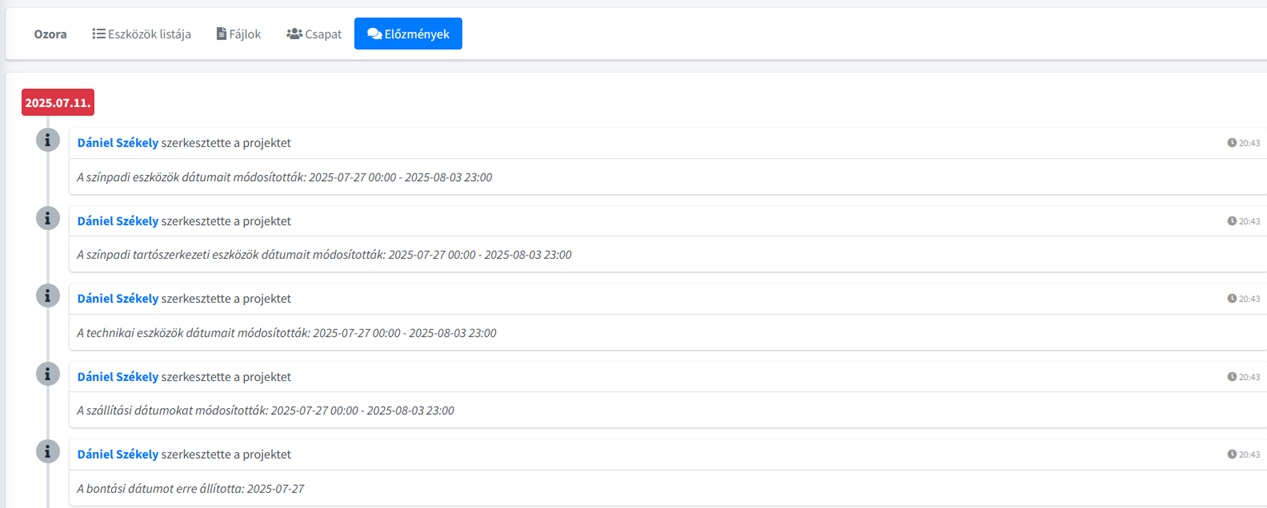 Ozora Eszközök listája Fájlok Csapat Előzmények
2025.07.11.
Dániel Székely szerkesztette a projektet 20:43
A színpadi eszközök dátumait módosították: 2025-07-27 00:00 - 2025-08-03 23:00
Dániel Székely szerkesztette a projektet 20:43
A színpadi tartószerkezeti eszközök dátumait módosították: 2025-07-27 00:00 - 2025-08-03 23:00
Dániel Székely szerkesztette a projektet 20:43
A technikai eszközök dátumait módosították: 2025-07-27 00:00 - 2025-08-03 23:00
Dániel Székely szerkesztette a projektet 20:43
A szállítási dátumokat módosították: 2025-07-27 00:00 - 2025-08-03 23:00
Dániel Székely szerkesztette a projektet 20:43
A bontási dátumot erre állította: 2025-07-27